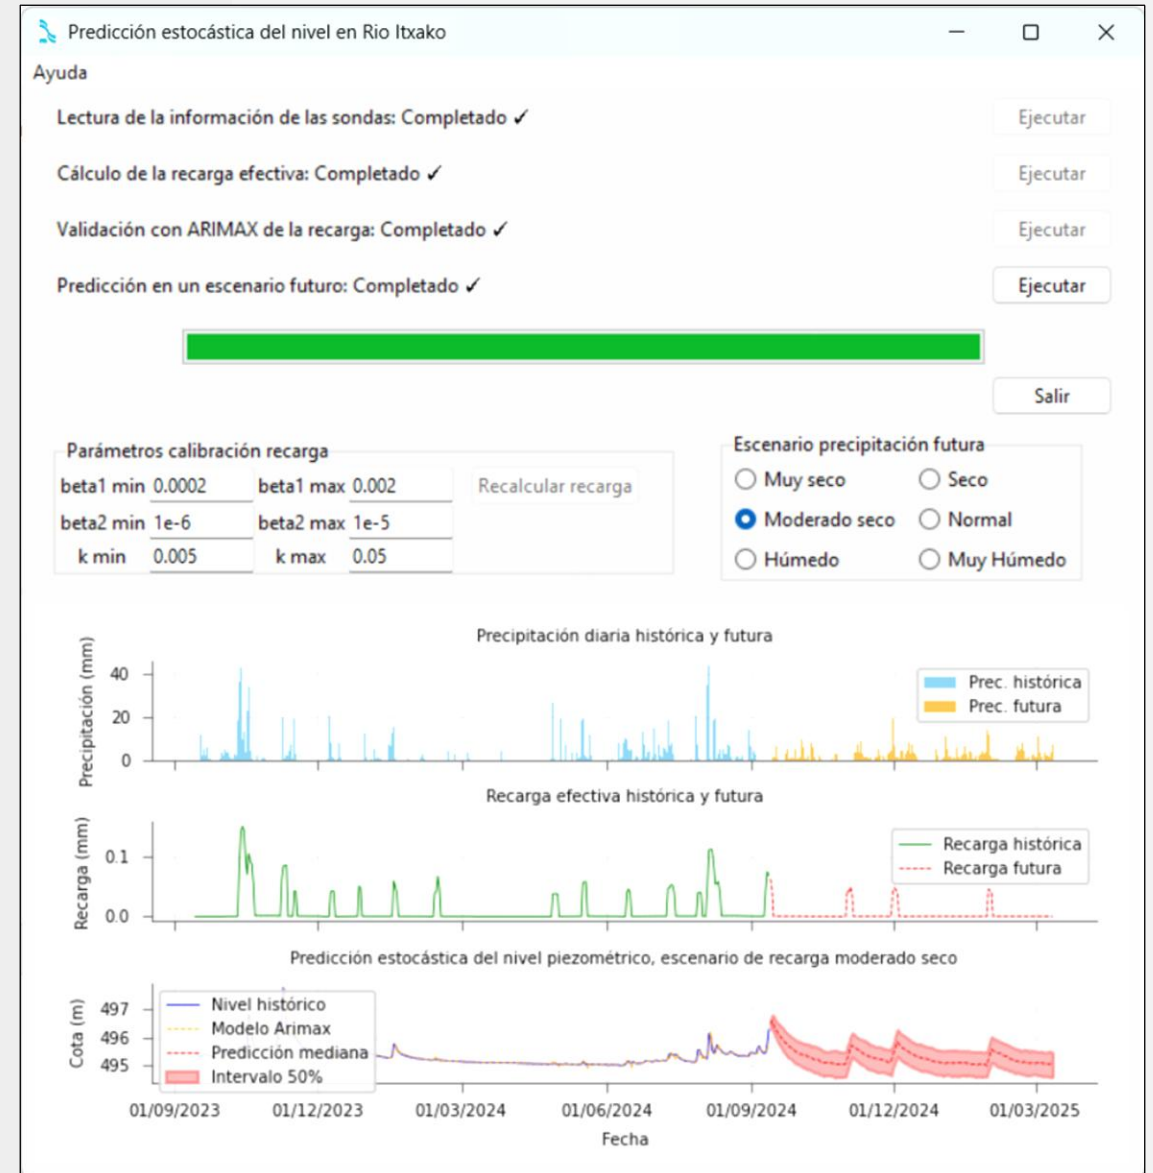 Predicción estocástica del nivel en Rio Itxako
Ayuda
Lectura de la información de las sondas: Completado ✓ Ejecutar
Cálculo de la recarga efectiva: Completado ✓ Ejecutar
Validación con ARIMAX de la recarga: Completado ✓ Ejecutar
Predicción en un escenario futuro: Completado ✓ Ejecutar
Salir
Parámetros calibración recarga
beta1 min 0.0002 beta1 max 0.002 Recalcular recarga
beta2 min 1e-6 beta2 max 1e-5
k min 0.005 k max 0.05
Escenario precipitación futura
Muy seco Seco
Moderado seco Normal
Húmedo Muy Húmedo
Precipitación diaria histórica y futura
Precipitación (mm)
40
20
0
Prec. histórica
Prec. futura
Recarga efectiva histórica y futura
Recarga (mm)
0.1
0.0
Recarga histórica
Recarga futura
Predicción estocástica del nivel piezométrico, escenario de recarga moderado seco
Cota (m)
497
496
495
Nivel histórico
Modelo Arimax
Predicción mediana
Intervalo 50%
01/09/2023 01/12/2023 01/03/2024 01/06/2024 01/09/2024 01/12/2024 01/03/2025
Fecha